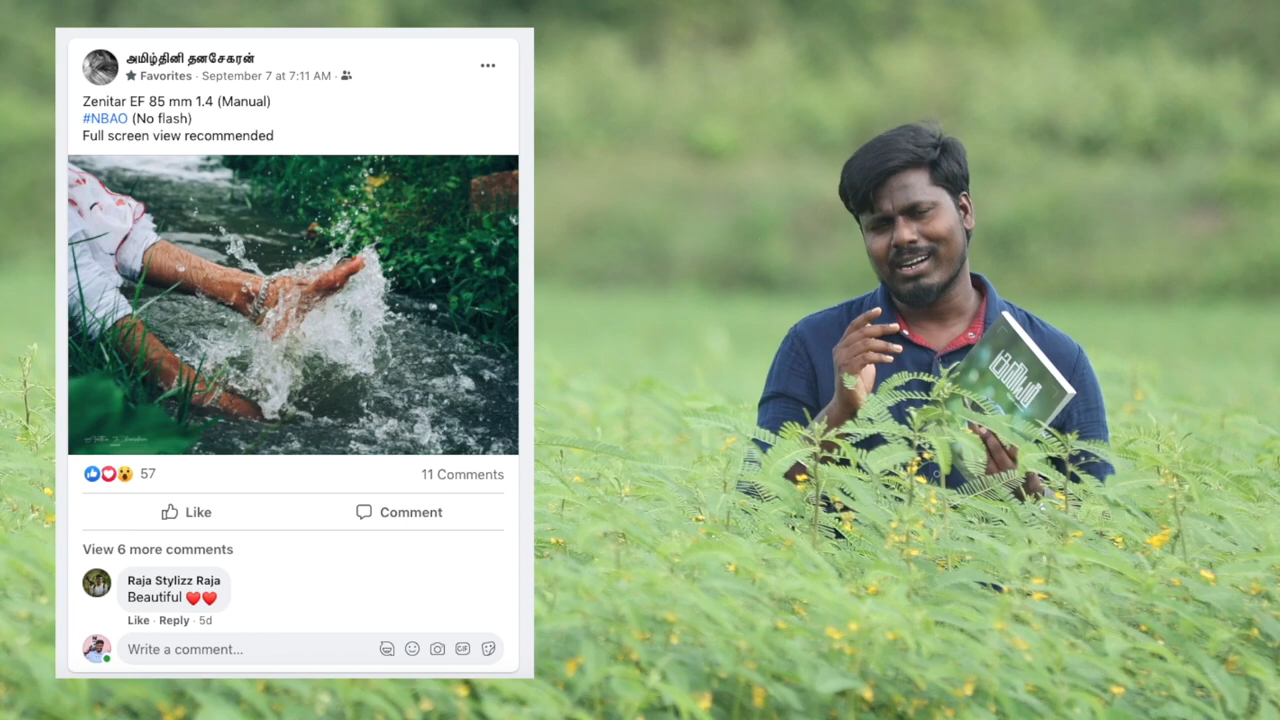 அமிழ்தினி தனசேகரன்
Favorites · September 7 at 7:11 AM ·
Zenitar EF 85 mm 1.4 (Manual)
#NBAO (No flash)
Full screen view recommended
57
11 Comments
Like
Comment
View 6 more comments
Raja Stylizz Raja
Beautiful ❤️❤️
Like · Reply · 5d
Write a comment...
GIF